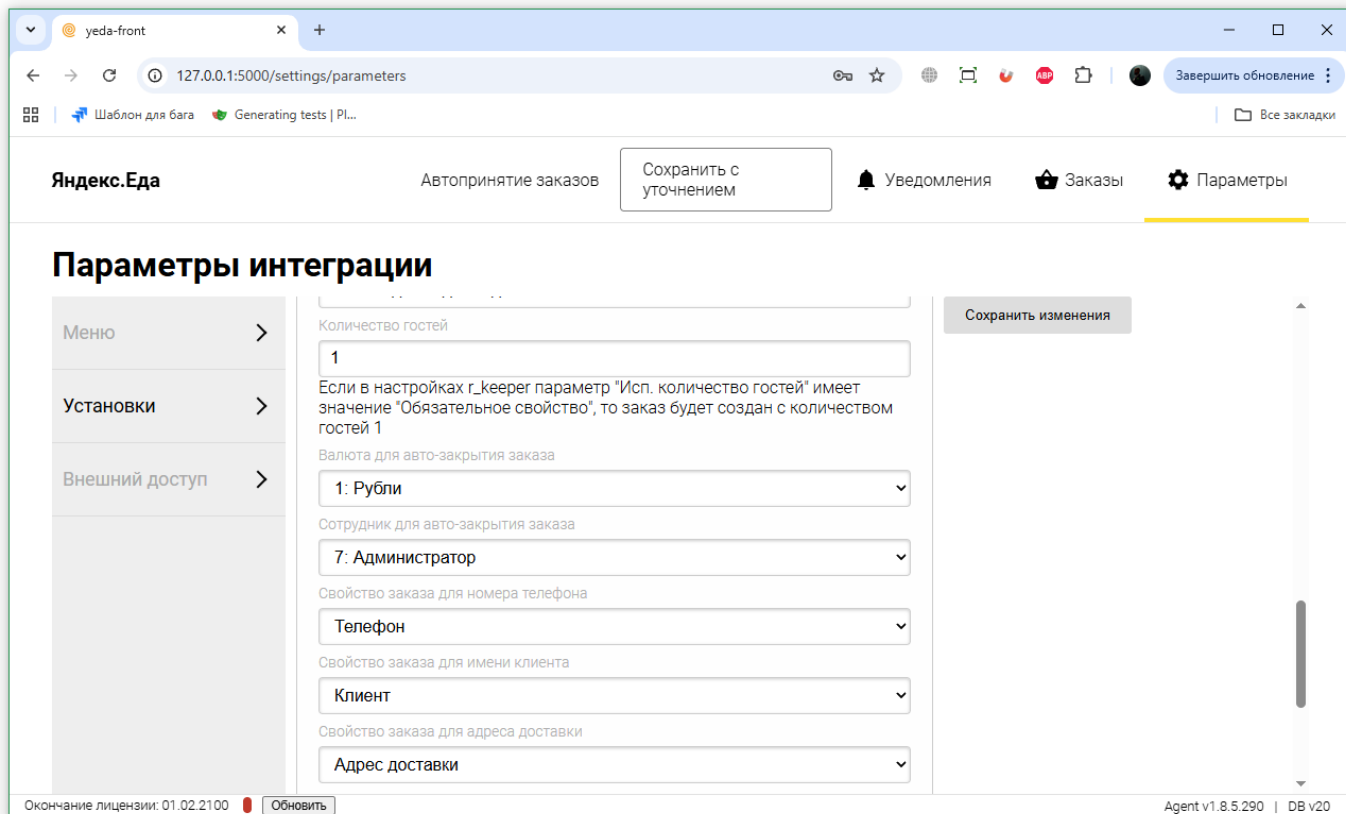 yeda-front
127.0.0.1:5000/settings/parameters
ABP
Завершить обновление
Шаблон для бага
Generating tests | Pl...
Все закладки
Яндекс.Еда
Автопринятие заказов
Сохранить с
уточнением
Уведомления
Заказы
Параметры
Параметры интеграции
Меню
Установки
Внешний доступ
Количество гостей
1
Если в настройках r_keeper параметр "Исп. количество гостей" имеет
значение "Обязательное свойство", то заказ будет создан с количеством
гостей 1
Валюта для авто-закрытия заказа
1: Рубли
Сотрудник для авто-закрытия заказа
7: Администратор
Свойство заказа для номера телефона
Телефон
Свойство заказа для имени клиента
Клиент
Свойство заказа для адреса доставки
Адрес доставки
Сохранить изменения
Окончание лицензии: 01.02.2100
Обновить
Agent v1.8.5.290 | DB v20